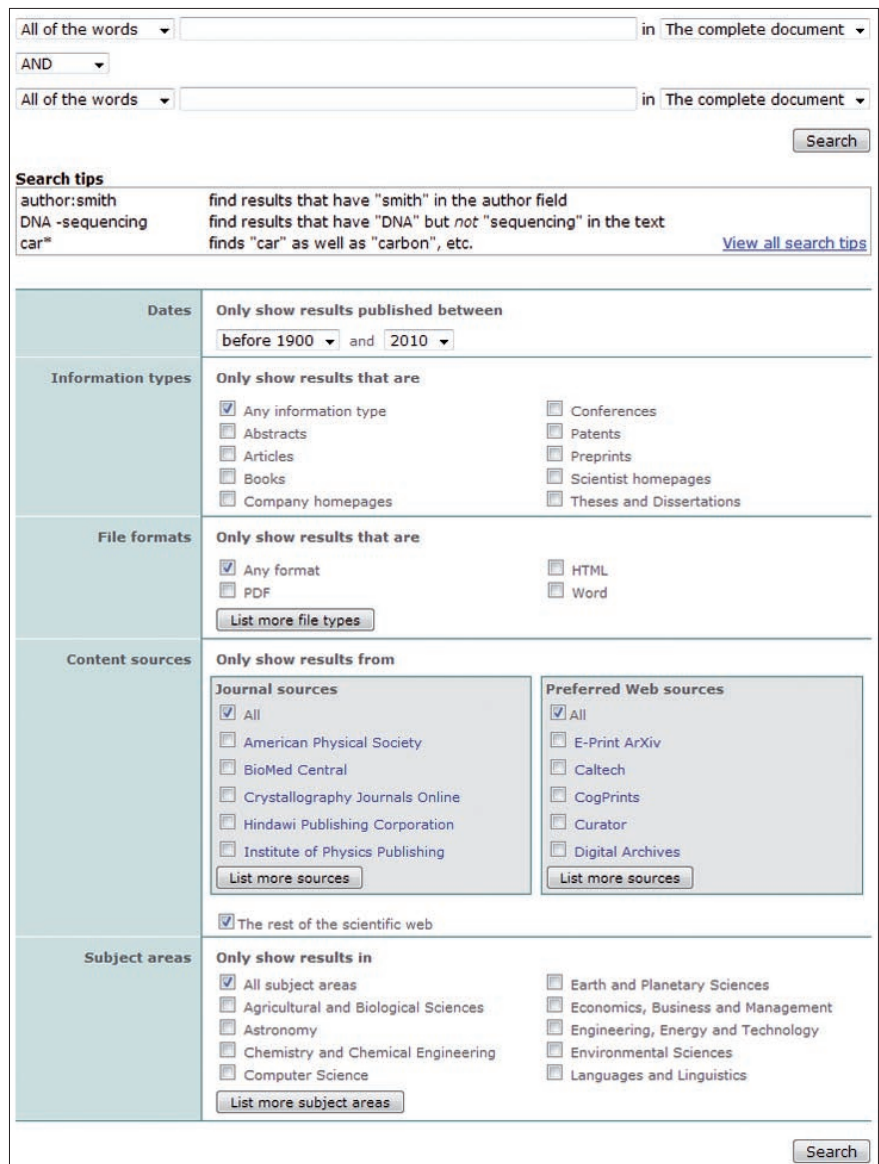 All of the words in The complete document
AND
All of the words in The complete document
Search
Search tips
author:smith find results that have "smith" in the author field
DNA -sequencing find results that have "DNA" but not "sequencing" in the text
car* finds "car" as well as "carbon", etc. View all search tips
Dates Only show results published between
before 1900 and 2010
Information types Only show results that are
Any information type Conferences
Abstracts Patents
Articles Preprints
Books Scientist homepages
Company homepages Theses and Dissertations
File formats Only show results that are
Any format HTML
PDF Word
List more file types
Content sources Only show results from
Journal sources Preferred Web sources
All All
American Physical Society E-Print ArXiv
BioMed Central Caltech
Crystallography Journals Online CogPrints
Hindawi Publishing Corporation Curator
Institute of Physics Publishing Digital Archives
List more sources List more sources
The rest of the scientific web
Subject areas Only show results in
All subject areas Earth and Planetary Sciences
Agricultural and Biological Sciences Economics, Business and Management
Astronomy Engineering, Energy and Technology
Chemistry and Chemical Engineering Environmental Sciences
Computer Science Languages and Linguistics
List more subject areas
Search